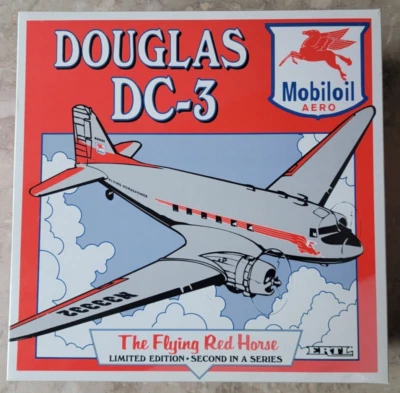 DOUGLAS
DC-3
Mobiloil
AERO
The Flying Red Horse
LIMITED EDITION • SECOND IN A SERIES
ERTL